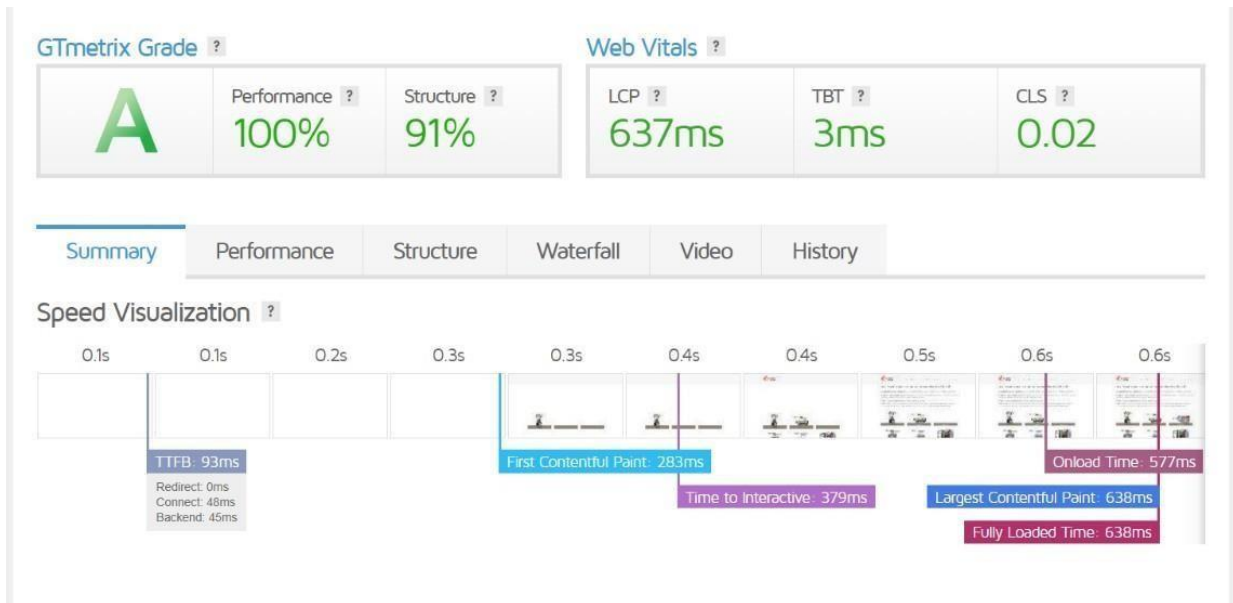 GTmetrix Grade ?
Web Vitals ?
A
Performance ?
100%
Structure ?
91%
LCP ?
637ms
TBT ?
3ms
CLS ?
0.02
Summary
Performance
Structure
Waterfall
Video
History
Speed Visualization ?
0.1s 0.1s 0.2s 0.3s 0.3s 0.4s 0.4s 0.5s 0.6s 0.6s
TTFB: 93ms
Redirect: 0ms
Connect: 48ms
Backend: 45ms
First Contentful Paint: 283ms
Time to Interactive: 379ms
Onload Time: 577ms
Largest Contentful Paint: 638ms
Fully Loaded Time: 638ms